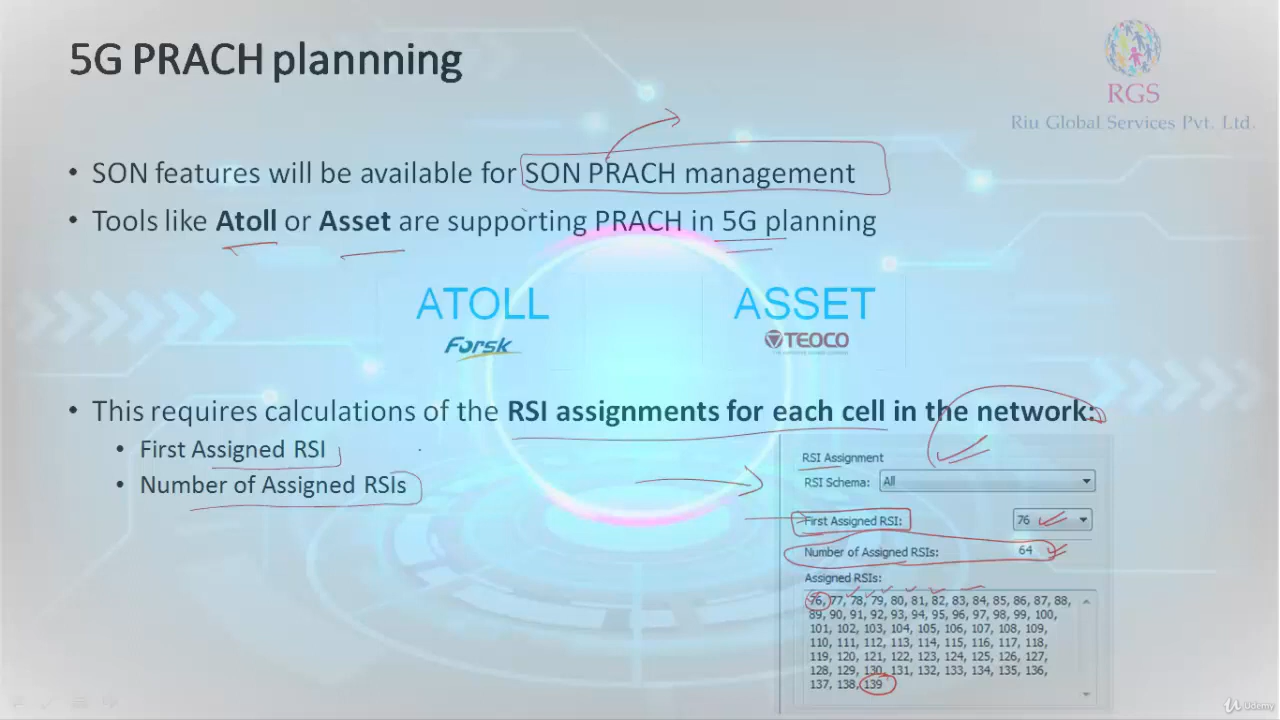 5G PRACH plannning
RGS
Riu Global Services Pvt. Ltd.
• SON features will be available for SON PRACH management
• Tools like Atoll or Asset are supporting PRACH in 5G planning
ATOLL
ASSET
Forsk
TEOCO
• This requires calculations of the RSI assignments for each cell in the network:
• First Assigned RSI
• Number of Assigned RSIs
RSI Assignment
RSI Schema: All
First Assigned RSI: 76
Number of Assigned RSIs: 64
Assigned RSIs:
76, 77, 78, 79, 80, 81, 82, 83, 84, 85, 86, 87, 88,
89, 90, 91, 92, 93, 94, 95, 96, 97, 98, 99, 100,
101, 102, 103, 104, 105, 106, 107, 108, 109,
110, 111, 112, 113, 114, 115, 116, 117, 118,
119, 120, 121, 122, 123, 124, 125, 126, 127,
128, 129, 130, 131, 132, 133, 134, 135, 136,
137, 138, 139
Udemy